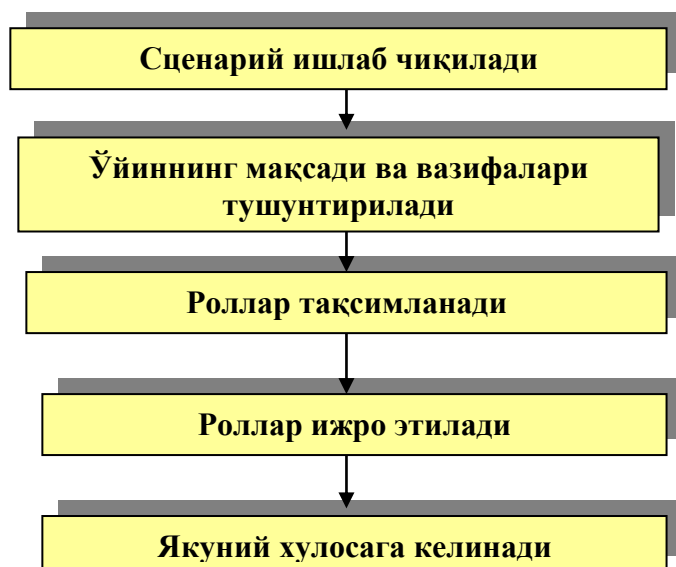 Сценарий ишлаб чиқилади
Ўйиннинг мақсади ва вазифалари
тушунтирилади
Роллар тақсимланади
Роллар ижро этилади
Якуний хулосага келинади